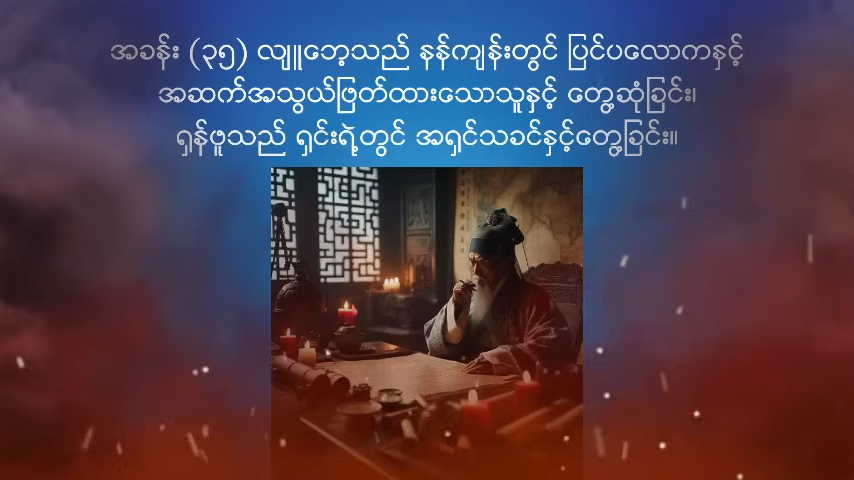 အခန်း (၃၅) လျူဘေ့သည် နန်ကျန်းတွင် ပြင်ပလောကနှင့်
အဆက်အသွယ်ဖြတ်ထားသောသူနှင့် တွေ့ဆုံခြင်း၊
ရှန်ဖူသည် ရှင်းရဲ့တွင် အရှင်သခင်နှင့်တွေ့ခြင်း။